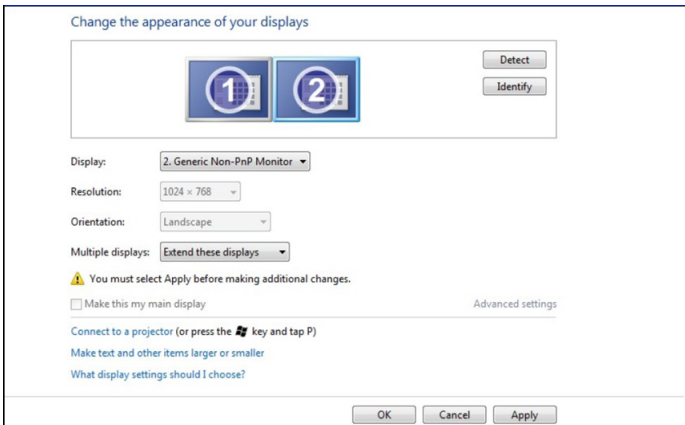 Change the appearance of your displays
1 2
Detect
Identify
Display: 2. Generic Non-PnP Monitor
Resolution: 1024 × 768
Orientation: Landscape
Multiple displays: Extend these displays
You must select Apply before making additional changes.
Make this my main display Advanced settings
Connect to a projector (or press the key and tap P)
Make text and other items larger or smaller
What display settings should I choose?
OK Cancel Apply